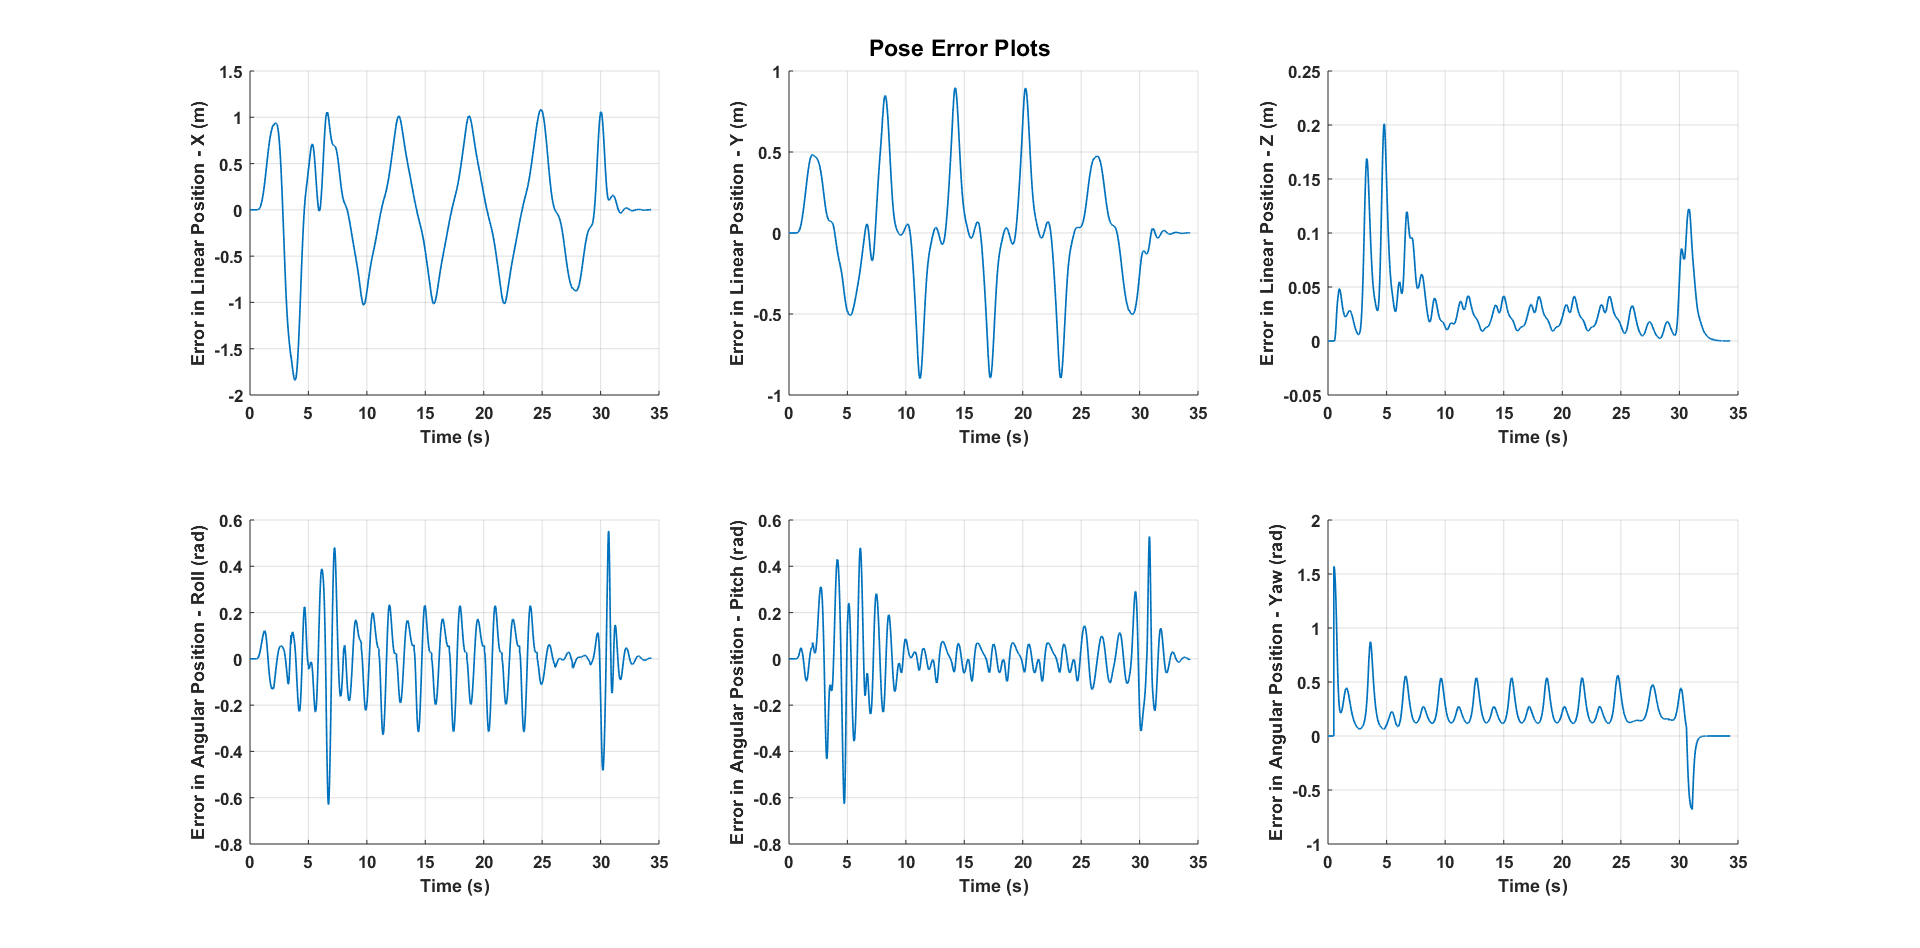 Pose Error Plots
Error in Linear Position - X (m)
1.5
1
0.5
0
-0.5
-1
-1.5
-2
0 5 10 15 20 25 30 35
Time (s)
Error in Linear Position - Y (m)
1
0.5
0
-0.5
-1
0 5 10 15 20 25 30 35
Time (s)
Error in Linear Position - Z (m)
0.25
0.2
0.15
0.1
0.05
0
-0.05
0 5 10 15 20 25 30 35
Time (s)
Error in Angular Position - Roll (rad)
0.6
0.4
0.2
0
-0.2
-0.4
-0.6
-0.8
0 5 10 15 20 25 30 35
Time (s)
Error in Angular Position - Pitch (rad)
0.6
0.4
0.2
0
-0.2
-0.4
-0.6
-0.8
0 5 10 15 20 25 30 35
Time (s)
Error in Angular Position - Yaw (rad)
2
1.5
1
0.5
0
-0.5
-1
0 5 10 15 20 25 30 35
Time (s)